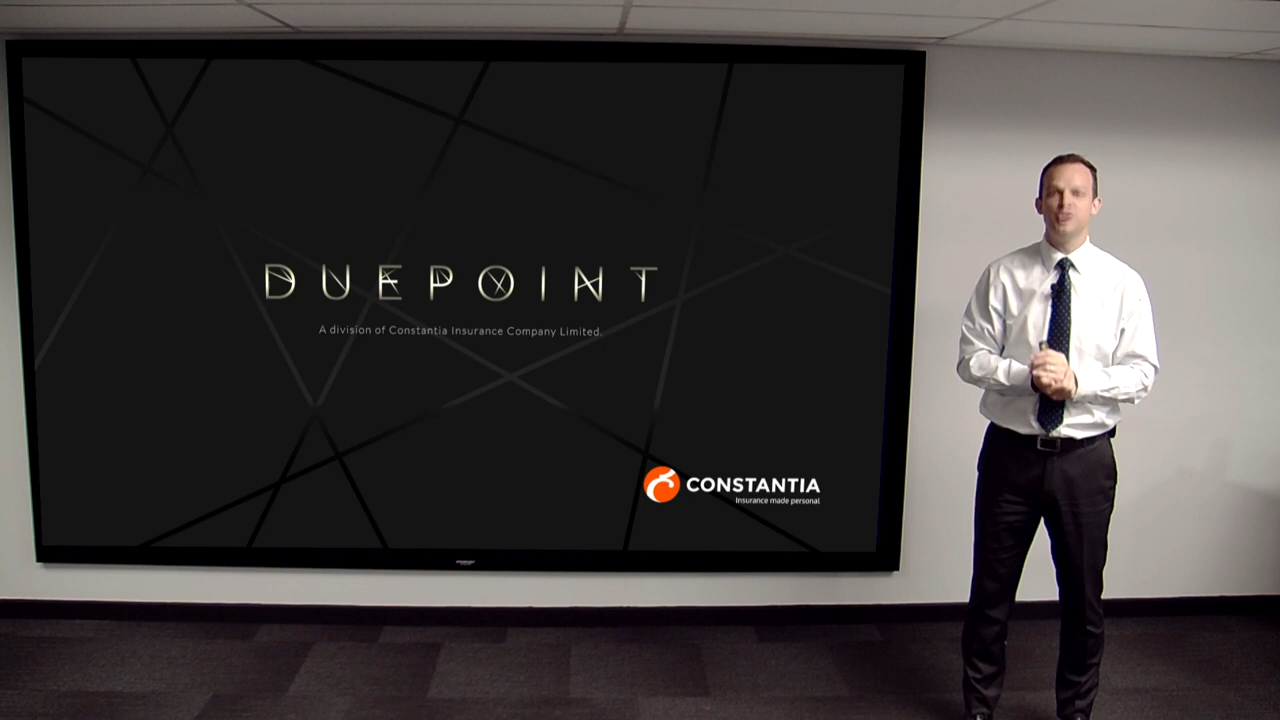 DUEPOINT
A division of Constantia Insurance Company Limited.
CONSTANTIA
Insurance made personal